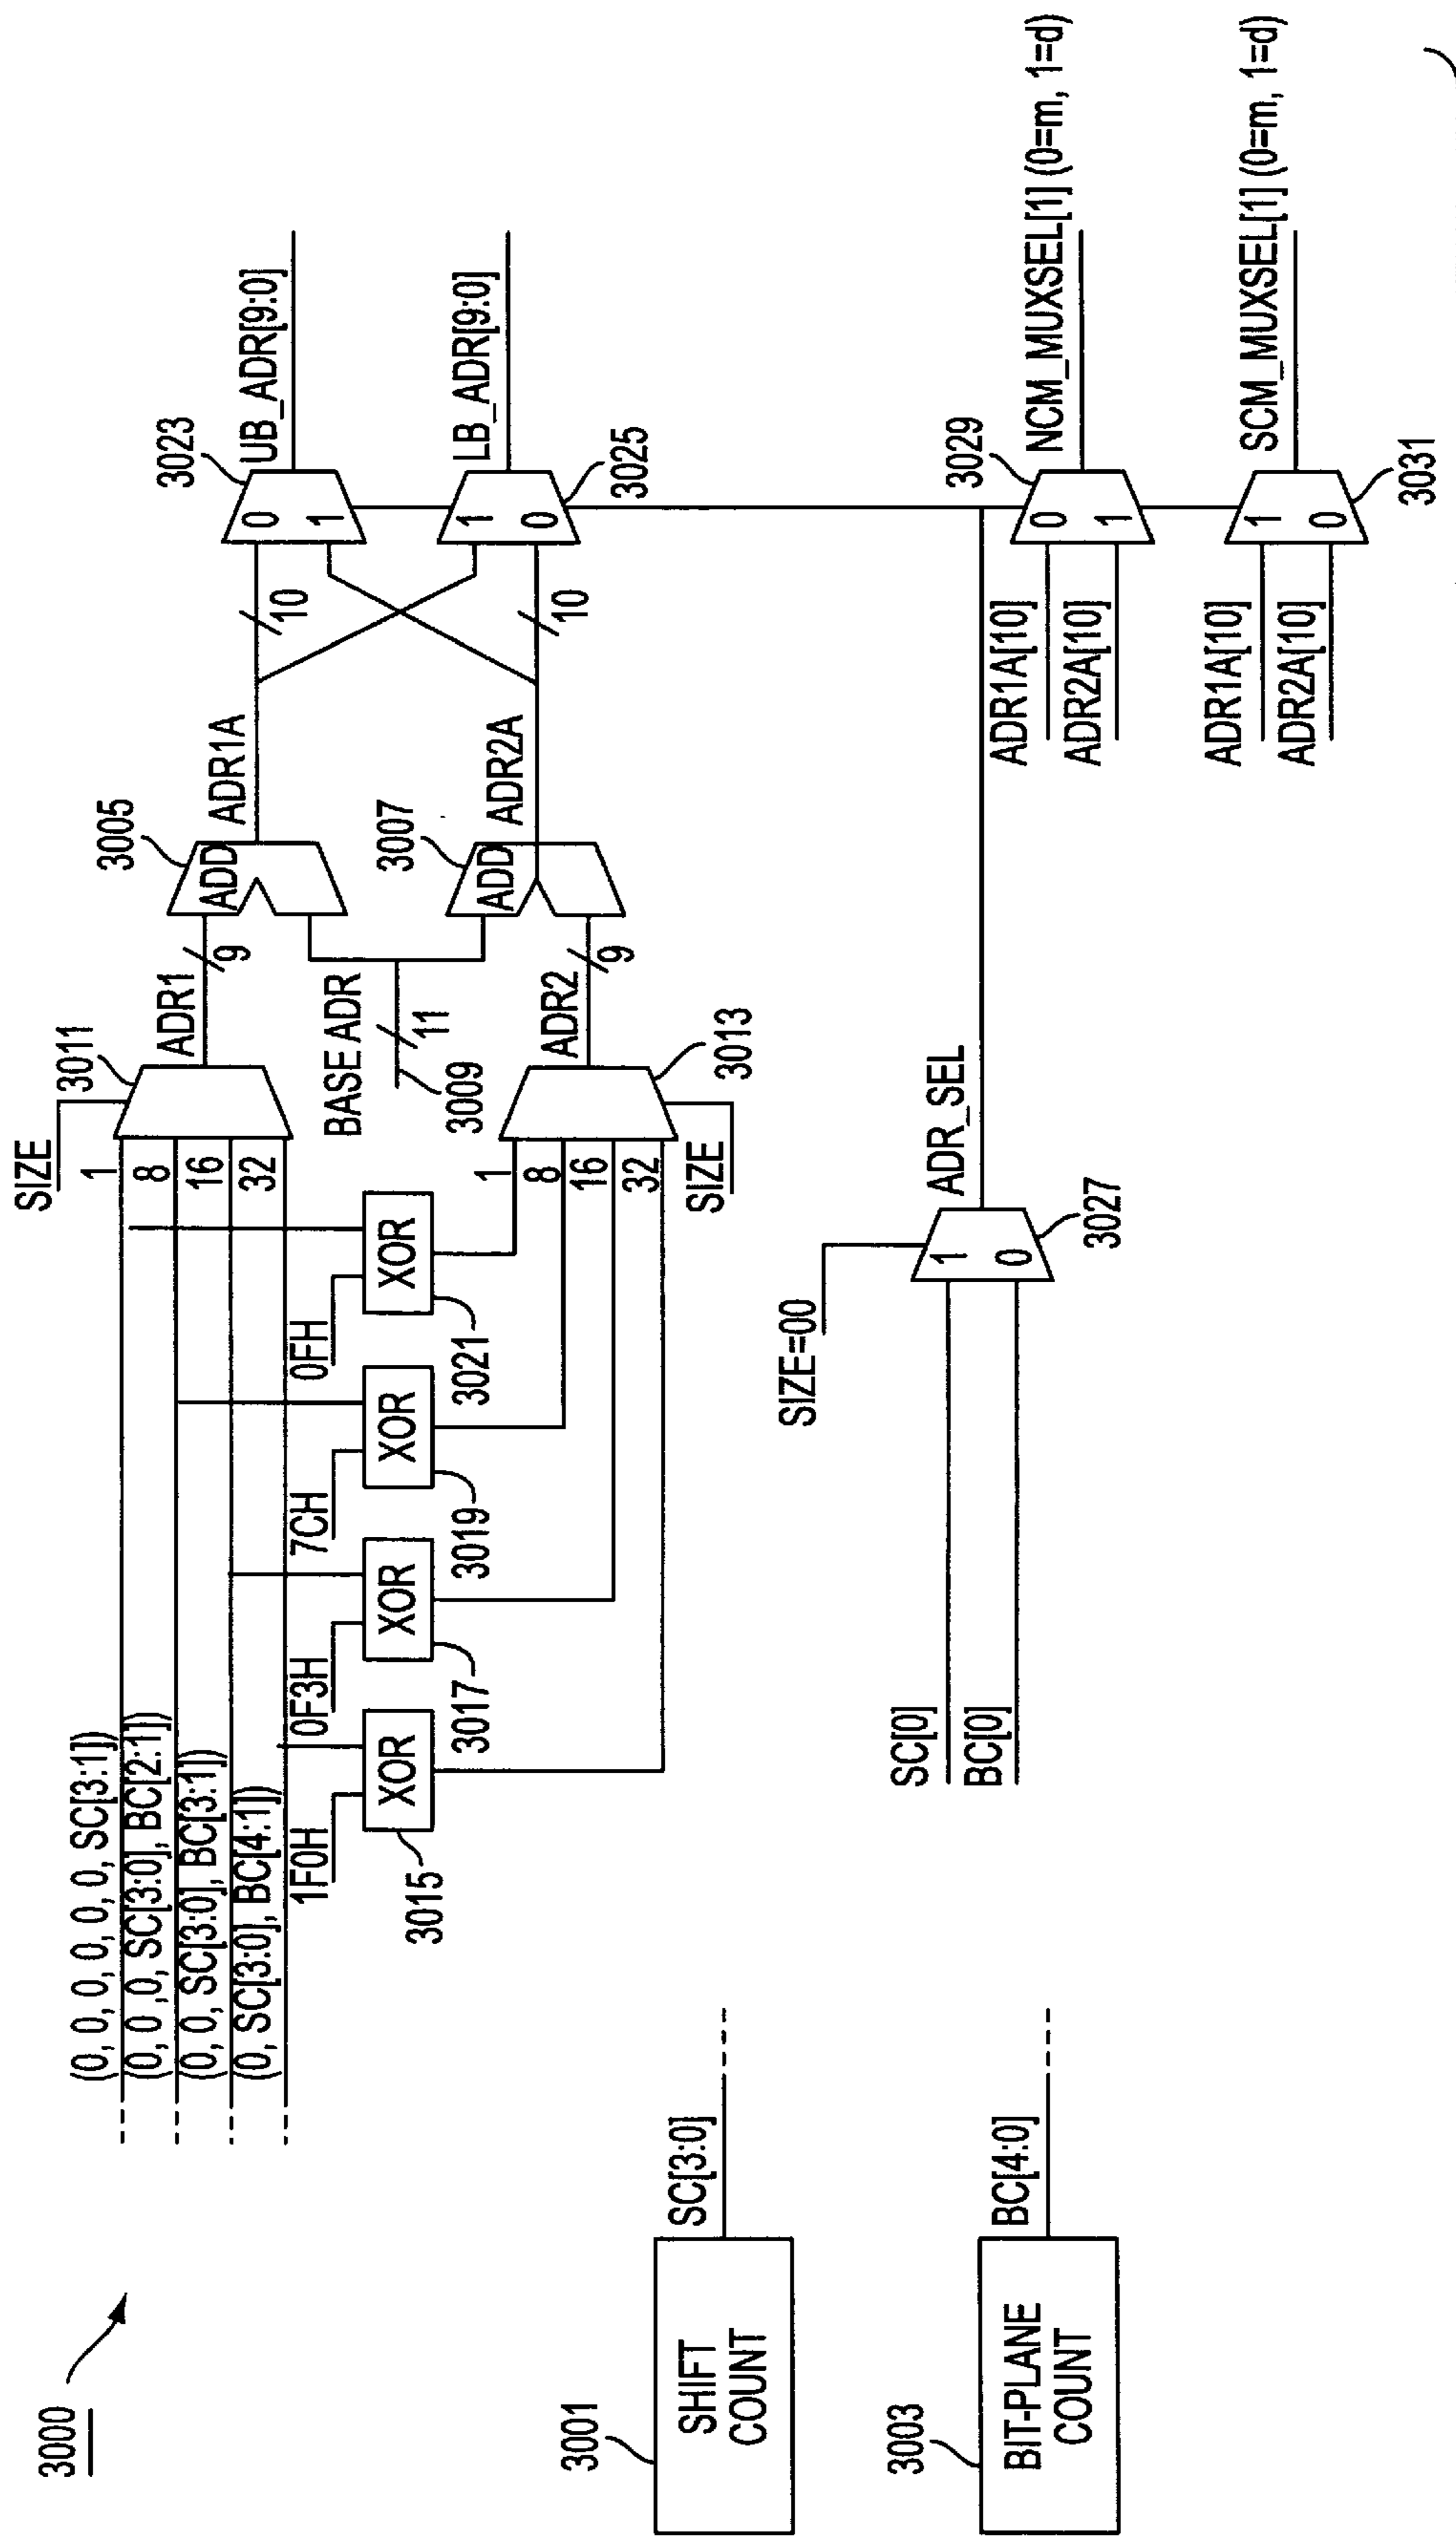 3000
SHIFT
COUNT
3001
SC[3:0]
BIT-PLANE
COUNT
3003
BC[4:0]
(0, 0, 0, 0, 0, 0, SC[3:1])
(0, 0 ,0, SC[3:0], BC[2:1])
(0, 0, SC[3:0], BC[3:1])
(0, SC[3:0], BC[4:1])
1F0H
XOR
3015
0F3H
XOR
3017
7CH
XOR
3019
0FH
XOR
3021
SIZE
1
8
16
32
3011
ADR1
9
BASE ADR
11
3009
1
8
16
32
SIZE
3013
ADR2
9
ADD
3005
ADR1A
10
ADD
3007
ADR2A
10
0
1
3023
UB_ADR[9:0]
1
0
3025
LB_ADR[9:0]
SC[0]
BC[0]
SIZE=00
1
0
3027
ADR_SEL
ADR1A[10]
ADR2A[10]
0
1
3029
NCM_MUXSEL[1] (0=m, 1=d)
ADR1A[10]
ADR2A[10]
1
0
3031
SCM_MUXSEL[1] (0=m, 1=d)